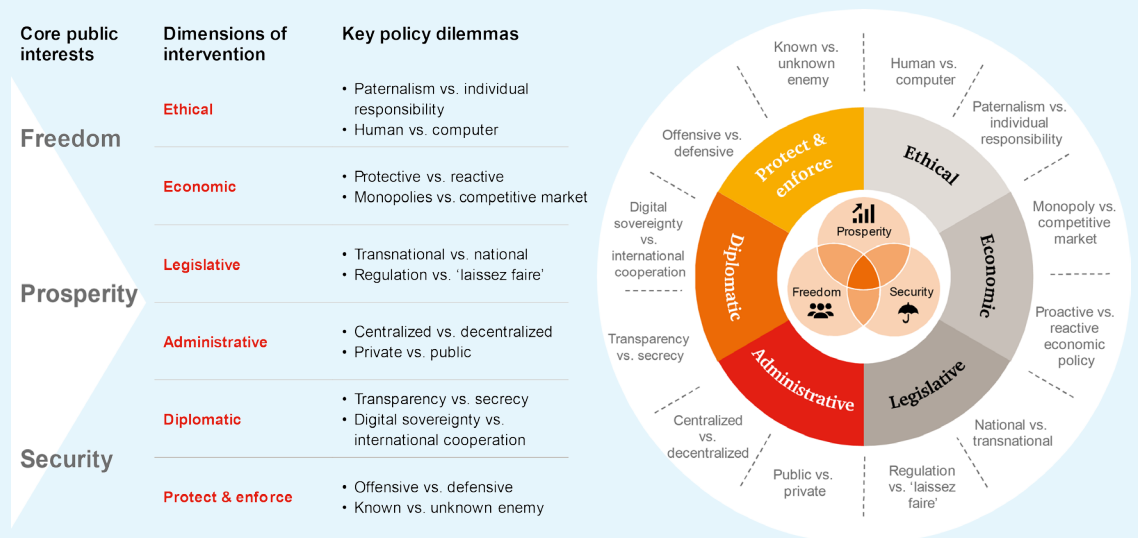 Core public
interests
Dimensions of
intervention
Key policy dilemmas
Freedom
Prosperity
Security
Ethical
• Paternalism vs. individual
responsibility
• Human vs. computer
Economic
• Protective vs. reactive
• Monopolies vs. competitive market
Legislative
• Transnational vs. national
• Regulation vs. ‘laissez faire’
Administrative
• Centralized vs. decentralized
• Private vs. public
Diplomatic
• Transparency vs. secrecy
• Digital sovereignty vs.
international cooperation
Protect & enforce
• Offensive vs. defensive
• Known vs. unknown enemy
Known vs.
unknown
enemy
Human vs.
computer
Paternalism vs.
individual
responsibility
Monopoly vs.
competitive
market
Proactive vs.
reactive
economic
policy
National vs.
transnational
Regulation
vs. ‘laissez
faire’
Public vs.
private
Centralized
vs.
decentralized
Transparency
vs. secrecy
Digital
sovereignty
vs.
international
cooperation
Offensive vs.
defensive
Protect &
enforce
Ethical
Economic
Legislative
Administrative
Diplomatic
Prosperity
Freedom
Security